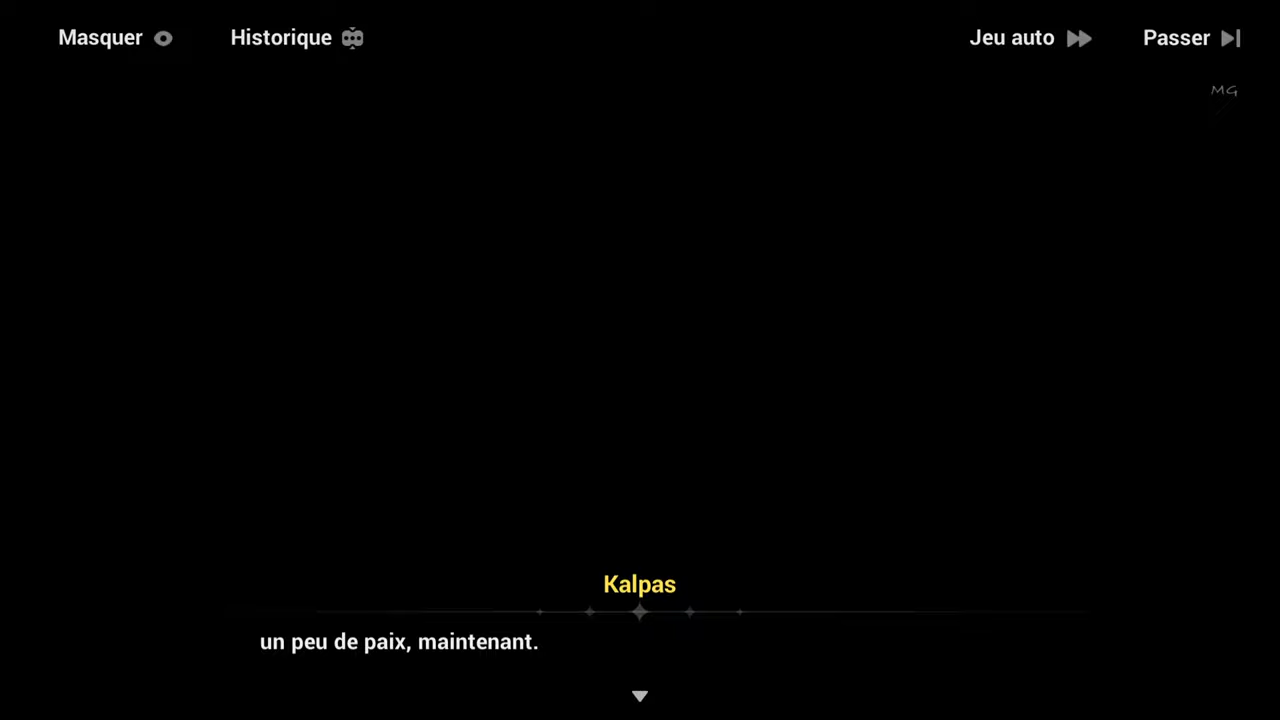 Masquer
Historique
Jeu auto
Passer
MG
Kalpas
un peu de paix, maintenant.